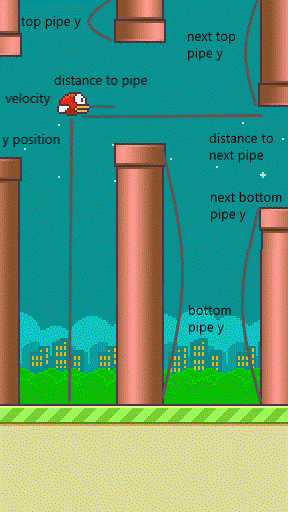 top pipe y
next top
pipe y
distance to pipe
velocity
y position
distance to
next pipe
next bottom
pipe y
bottom
pipe y